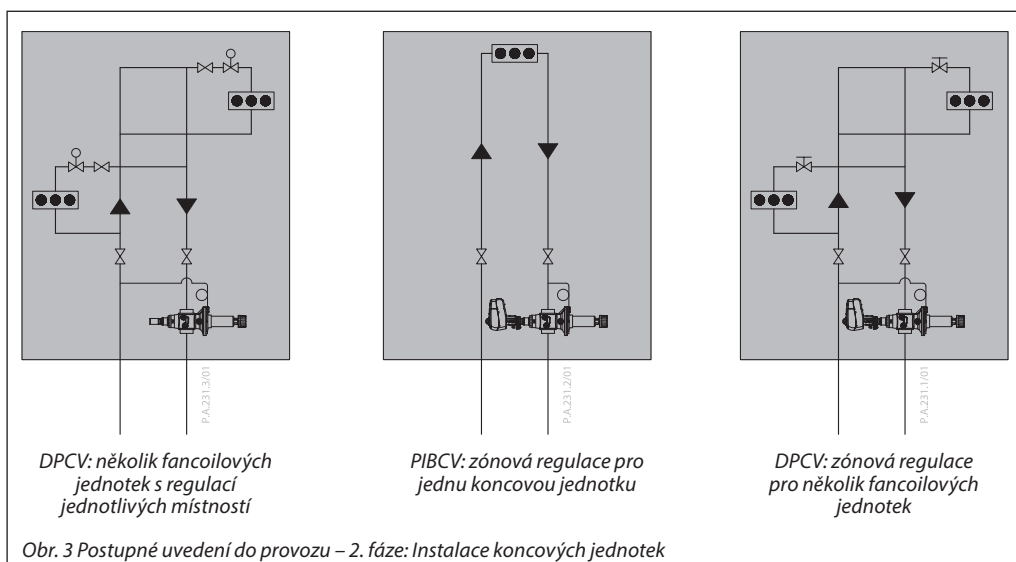 P.A.231.3/01
P.A.231.2/01
P.A.231.1/01
DPCV: několik fancoilových
jednotek s regulací
jednotlivých místností
PIBCV: zónová regulace pro
jednu koncovou jednotku
DPCV: zónová regulace
pro několik fancoilových
jednotek
Obr. 3 Postupné uvedení do provozu – 2. fáze: Instalace koncových jednotek